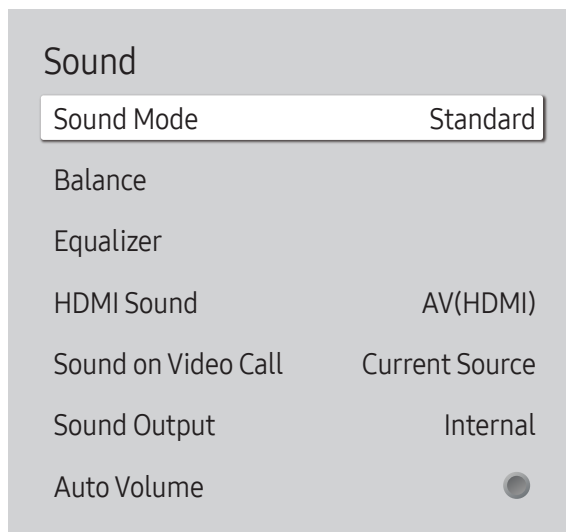 Sound
Sound Mode Standard
Balance
Equalizer
HDMI Sound AV(HDMI)
Sound on Video Call Current Source
Sound Output Internal
Auto Volume